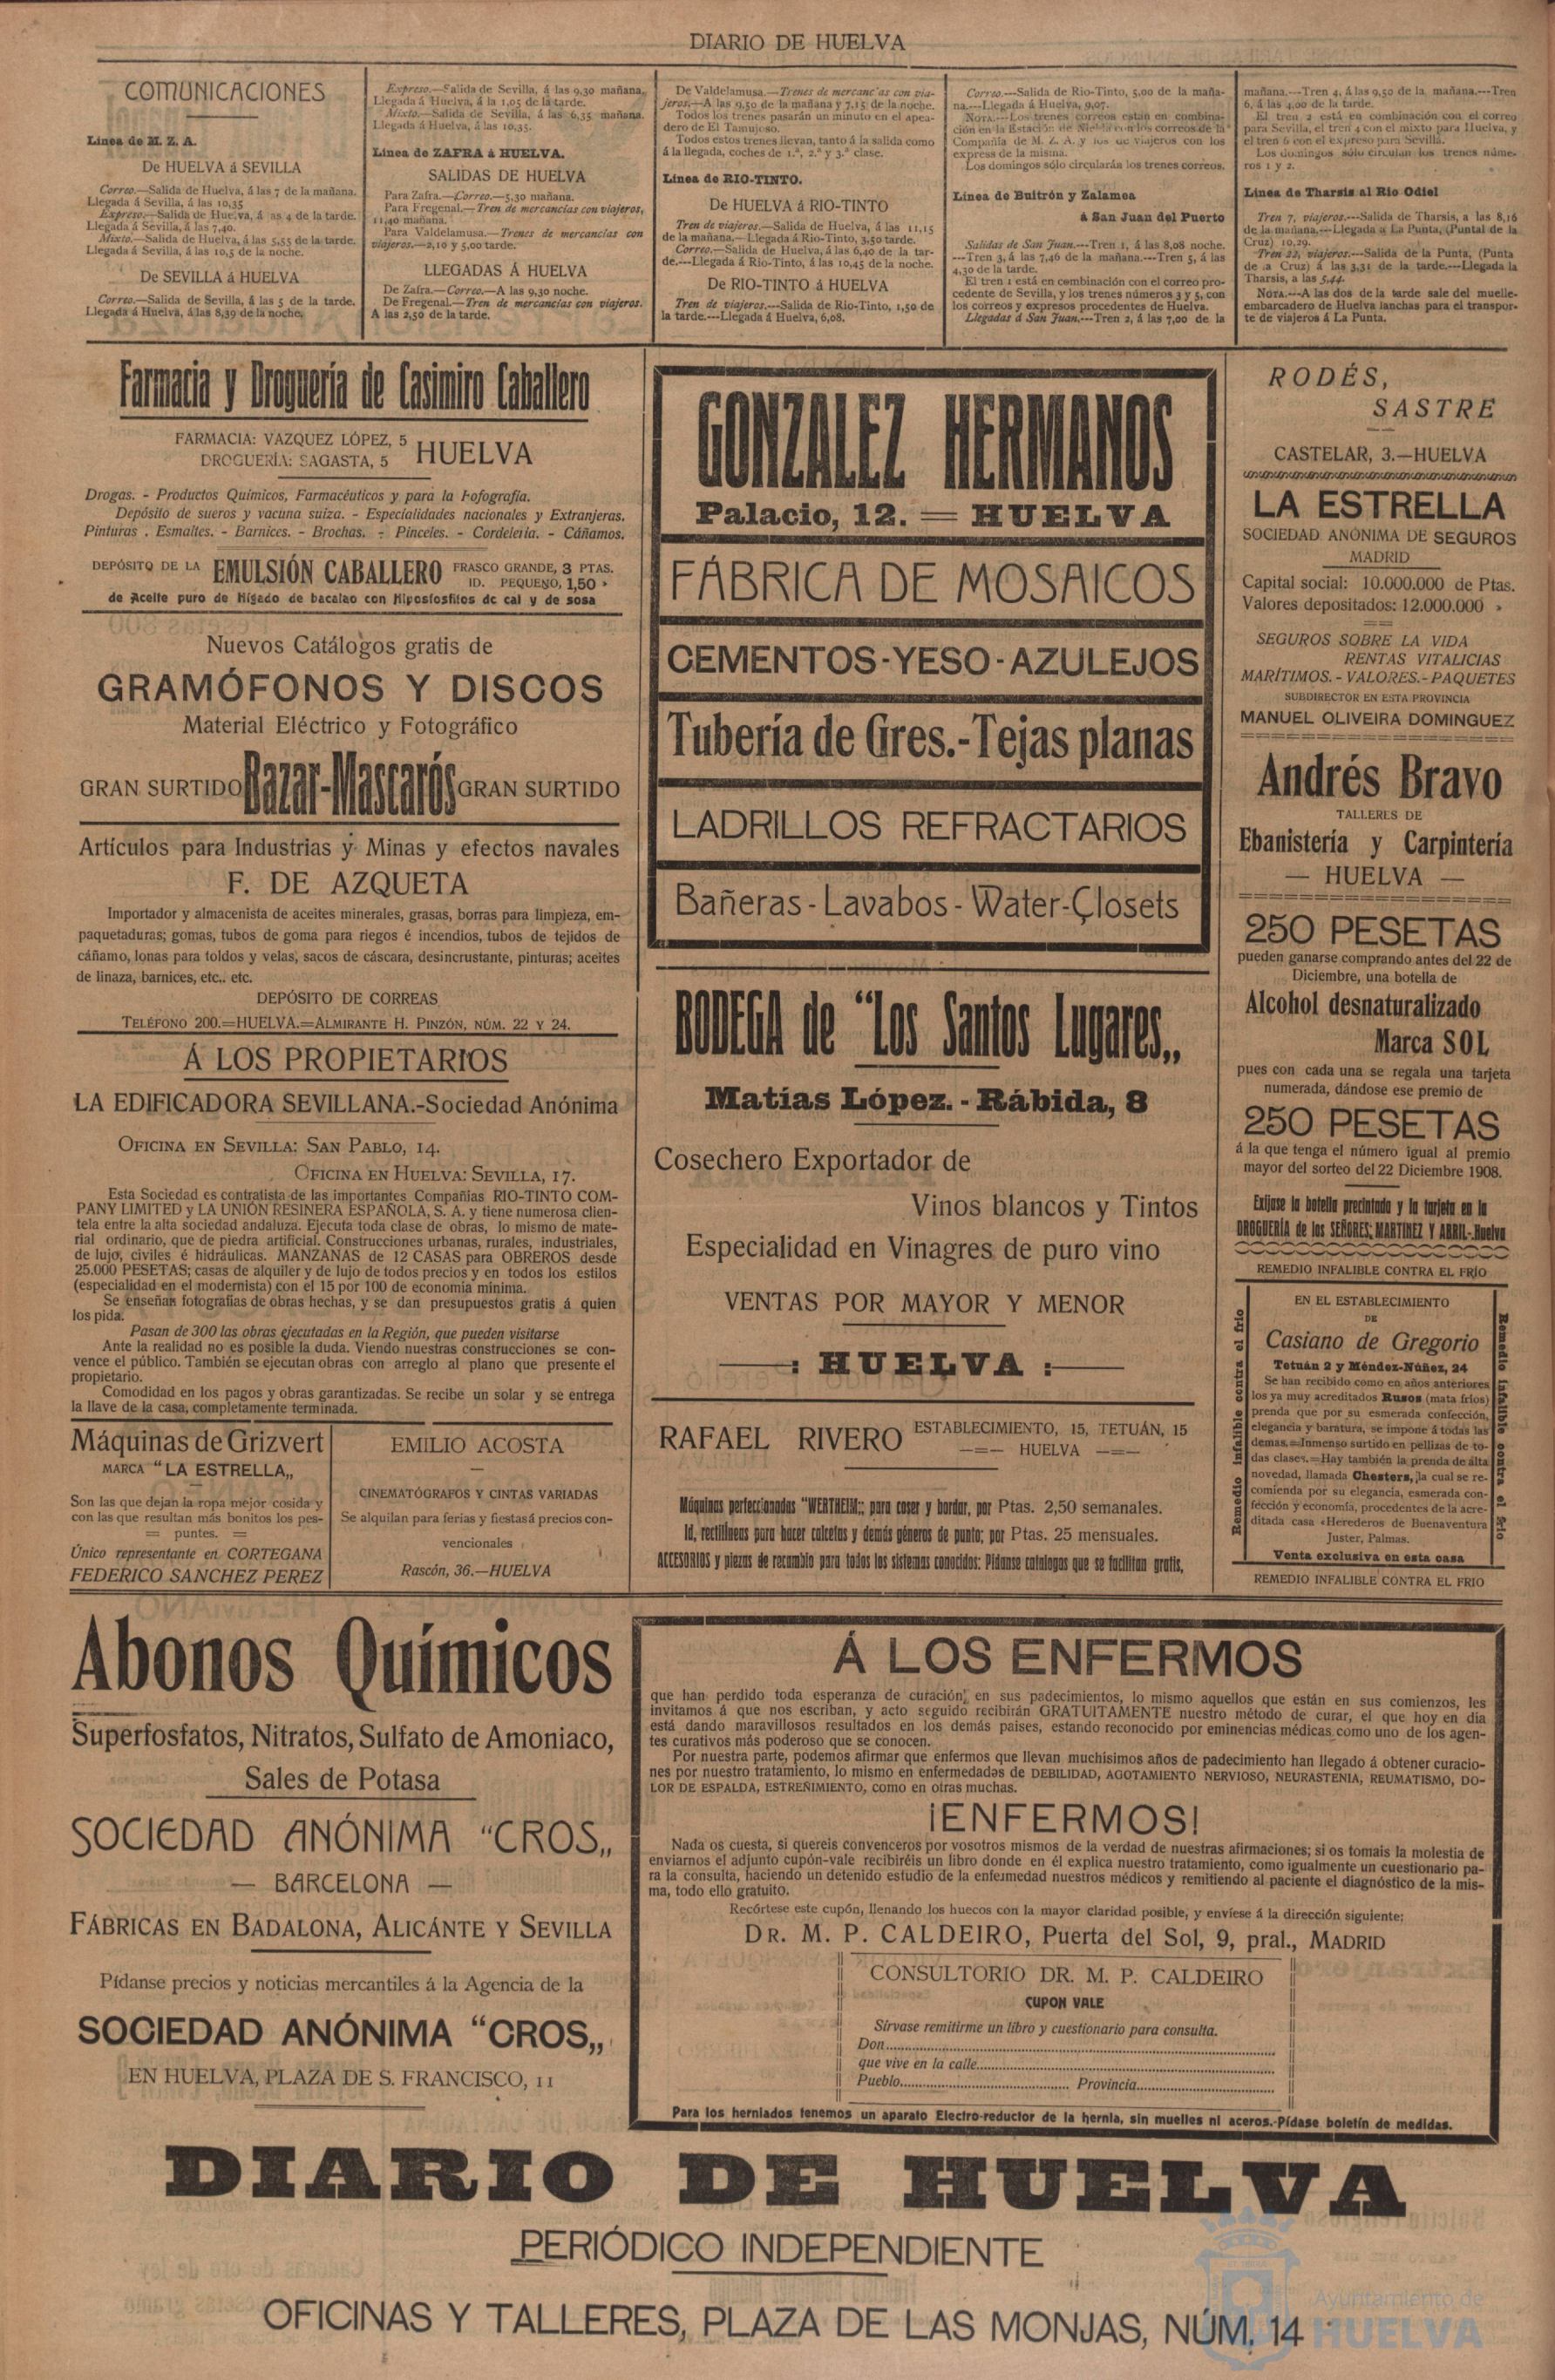 DIARIO DE HUELVA
COMUNICACIONES
Línea de M. Z. A.
De HUELVA á SEVILLA
Correo.—Salida de Huelva, á las 7 de la mañana.
Llegada á Sevilla, á las 10,35
Expreso:—Salida de Huelva, á las 4 de la tarde.
Llegada á Sevilla, á las 7,40.
Mixto.—Salida de Huelva, á las 5,55 de la tarde.
Llegada á Sevilla, á las 10,5 de la noche.
De SEVILLA á HUELVA
Correo.—Salida de Sevilla, á las 5 de la tarde.
Llegada á Huelva, á las 8,39 de la noche.
Expreso.—Salida de Sevilla, á las 9,30 mañana.
Llegada á Huelva, á la 1,05 de la tarde.
Mixto.—Salida de Sevilla, á las 6,35 mañana.
Llegada á Huelva, á las 10,35.
Línea de ZAFRA á HUELVA.
SALIDAS DE HUELVA
Para Zafra.—Correo.—5,30 mañana.
Para Fregenal.—Tren de mercancías con viajeros,
11,40 mañana.
Para Valdelamusa.—Trenes de mercancías con
viajeros.—2,10 y 5,00 tarde.
LLEGADAS Á HUELVA
De Zafra.—Correo.—A las 9,30 noche.
De Fregenal.—Tren de mercancías con viajeros.
A las 2,50 de la tarde.
De Valdelamusa.—Trenes de mercancías con via-
jeros.—A las 9,50 de la mañana y 7,15 de la noche.
Todos los trenes pasarán un minuto en el apea-
dero de El Tamujoso.
Todos estos trenes llevan, tanto á la salida como
á la llegada, coches de 1.ª, 2.ª y 3.ª clase.
Línea de RIO-TINTO.
De HUELVA á RIO-TINTO
Tren de viajeros.—Salida de Huelva, á las 11,15
de la mañana.—Llegada á Rio-Tinto, 3,50 tarde.
Correo.—Salida de Huelva, á las 6,40 de la tar-
de.---Llegada á Rio-Tinto, á las 10,45 de la noche.
De RIO-TINTO á HUELVA
Tren de viajeros.---Salida de Rio-Tinto, 1,50 de
la tarde.---Llegada á Huelva, 6,08.
Correo.---Salida de Rio-Tinto, 5,00 de la maña-
na.---Llegada á Huelva, 9,07.
NOTA.---Los trenes correos están en combina-
ción en la Estación de Niebla con los correos de la
Compañía de M. Z. A. y los de viajeros con los
express de la misma.
Los domingos sólo circularán los trenes correos.
Línea de Buitrón y Zalamea
á San Juan del Puerto
Salidas de San Juan.---Tren 1, á las 8,08 noche.
---Tren 3, á las 7,46 de la mañana.---Tren 5, á las
4,30 de la tarde.
El tren 1 está en combinación con el correo pro-
cedente de Sevilla, y los trenes números 3 y 5, con
los correos y expresos procedentes de Huelva.
Llegadas á San Juan.---Tren 2, á las 7,00 de la
mañana.---Tren 4, á las 9,50 de la mañana.---Tren
6, á las 4,00 de la tarde.
El tren 2 está en combinación con el correo
para Sevilla, el tren 4 con el mixto para Huelva, y
el tren 6 con el expreso para Sevilla.
Los domingos sólo circulan los trenes núme-
ros 1 y 2.
Línea de Tharsis al Rio Odiel
Tren 7, viajeros.---Salida de Tharsis, a las 8,16
de la mañana.---Llegada a La Punta, (Puntal de la
Cruz) 10,29.
Tren 22, viajeros.---Salida de la Punta, (Punta
de la Cruz) á las 3,31 de la tarde.---Llegada la
Tharsis, a las 5,44.
NOTA.---A las dos de la tarde sale del muelle-
embarcadero de Huelva lanchas para el transpor-
te de viajeros á La Punta.
Farmacia y Droguería de Casimiro Caballero
FARMACIA: VAZQUEZ LÓPEZ, 5
DROGUERÍA: SAGASTA, 5
HUELVA
Drogas. - Productos Químicos, Farmacéuticos y para la Fofografía.
Depósito de sueros y vacuna suiza. - Especialidades nacionales y Extranjeras.
Pinturas. Esmaltes. - Barnices. - Brochas. - Pinceles. - Cordelería. - Cáñamos.
DEPÓSITO DE LA EMULSIÓN CABALLERO FRASCO GRANDE, 3 PTAS.
ID. PEQUEÑO, 1,50 »
de Aceite puro de Hígado de bacalao con Hiposfosfitos de cal y de sosa
Nuevos Catálogos gratis de
GRAMÓFONOS Y DISCOS
Material Eléctrico y Fotográfico
GRAN SURTIDO Bazar-Mascarós GRAN SURTIDO
Artículos para Industrias y Minas y efectos navales
F. DE AZQUETA
Importador y almacenista de aceites minerales, grasas, borras para limpieza, em-
paquetaduras; gomas, tubos de goma para riegos é incendios, tubos de tejidos de
cáñamo, lonas para toldos y velas, sacos de cáscara, desincrustante, pinturas; aceites
de linaza, barnices, etc.. etc.
DEPÓSITO DE CORREAS
TELÉFONO 200.=HUELVA.=ALMIRANTE H. PINZÓN, NÚM. 22 Y 24.
Á LOS PROPIETARIOS
LA EDIFICADORA SEVILLANA.-Sociedad Anónima
OFICINA EN SEVILLA: SAN PABLO, 14.
OFICINA EN HUELVA: SEVILLA, 17.
Esta Sociedad es contratista de las importantes Compañías RIO-TINTO COM-
PANY LIMITED y LA UNIÓN RESINERA ESPAÑOLA, S. A. y tiene numerosa clien-
tela entre la alta sociedad andaluza. Ejecuta toda clase de obras, lo mismo de mate-
rial ordinario, que de piedra artificial. Construcciones urbanas, rurales, industriales,
de lujo, civiles é hidráulicas. MANZANAS de 12 CASAS para OBREROS desde
25.000 PESETAS; casas de alquiler y de lujo de todos precios y en todos los estilos
(especialidad en el modernista) con el 15 por 100 de economía mínima.
Se enseñan fotografías de obras hechas, y se dan presupuestos gratis á quien
los pida.
Pasan de 300 las obras ejecutadas en la Región, que pueden visitarse
Ante la realidad no es posible la duda. Viendo nuestras construcciones se con-
vence el público. También se ejecutan obras con arreglo al plano que presente el
propietario.
Comodidad en los pagos y obras garantizadas. Se recibe un solar y se entrega
la llave de la casa, completamente terminada.
Máquinas de Grizvert
MARCA "LA ESTRELLA„
Son las que dejan la ropa mejor cosida y
con las que resultan más bonitos los pes-
= puntes. =
Único representante en CORTEGANA
FEDERICO SANCHEZ PEREZ
EMILIO ACOSTA
CINEMATÓGRAFOS Y CINTAS VARIADAS
Se alquilan para ferias y fiestasá precios con-
vencionales
Rascón, 36.—HUELVA
GONZALEZ HERMANOS
Palacio, 12. = HUELVA
FÁBRICA DE MOSAICOS
CEMENTOS-YESO-AZULEJOS
Tubería de Gres.-Tejas planas
LADRILLOS REFRACTARIOS
Bañeras-Lavabos-Water-Closets
BODEGA de "Los Santos Lugares„
Matías López. - Rábida, 8
Cosechero Exportador de
Vinos blancos y Tintos
Especialidad en Vinagres de puro vino
VENTAS POR MAYOR Y MENOR
HUELVA
RAFAEL RIVERO ESTABLECIMIENTO, 15, TETUÁN, 15
—=— HUELVA —=—
Máquinas perfeccionadas "WERTHEIM„ para coser y bordar, por Ptas. 2,50 semanales.
Id, rectilíneas para hacer calcetas y demás géneros de punto; por Ptas. 25 mensuales.
ACCESORIOS y piezas de recambio para todos los sistemas conocidos: Pídanse catalogos que se facilitan gratis,
RODÉS,
SASTRE
CASTELAR, 3.—HUELVA
LA ESTRELLA
SOCIEDAD ANÓNIMA DE SEGUROS
MADRID
Capital social: 10.000.000 de Ptas.
Valores depositados: 12.000.000 »
SEGUROS SOBRE LA VIDA
RENTAS VITALICIAS
MARÍTIMOS. - VALORES.- PAQUETES
SUBDIRECTOR EN ESTA PROVINCIA
MANUEL OLIVEIRA DOMINGUEZ
Andrés Bravo
TALLERES DE
Ebanistería y Carpintería
— HUELVA —
250 PESETAS
pueden ganarse comprando antes del 22 de
Diciembre, una botella de
Alcohol desnaturalizado
Marca SOL
pues con cada una se regala una tarjeta
numerada, dándose ese premio de
250 PESETAS
á la que tenga el número igual al premio
mayor del sorteo del 22 Diciembre 1908.
Exíjase la botella precintada y la tarjeta en la
DROGUERÍA de los SEÑORES; MARTINEZ Y ABRIL-.Huelva
REMEDIO INFALIBLE CONTRA EL FRÍO
Remedio infalible contra el frío
EN EL ESTABLECIMIENTO
DE
Casiano de Gregorio
Tetuán 2 y Méndez-Núñez, 24
Se han recibido como en años anteriores
los ya muy acreditados Rusos (mata fríos)
prenda que por su esmerada confección,
elegancia y baratura, se impone á todas las
demas.=Inmenso surtido en pellizas de to-
das clases.=Hay también la prenda de álta
novedad, llamada Chesters, la cual se re-
comienda por su elegancia, esmerada con-
fección y economía, procedentes de la acre-
ditada casa «Herederos de Buenaventura
Juster, Palmas.
Venta exclusiva en esta casa
Remedio infalible contra el frío
REMEDIO INFALIBLE CONTRA EL FRIO
Abonos Químicos
Superfosfatos, Nitratos, Sulfato de Amoniaco,
Sales de Potasa
SOCIEDAD ANÓNIMA "CROS„
— BARCELONA —
FÁBRICAS EN BADALONA, ALICÁNTE Y SEVILLA
Pídanse precios y noticias mercantiles á la Agencia de la
SOCIEDAD ANÓNIMA "CROS„
EN HUELVA, PLAZA DE S. FRANCISCO, 11
Á LOS ENFERMOS
que han perdido toda esperanza de curación, en sus padecimientos, lo mismo aquellos que están en sus comienzos, les
invitamos á que nos escriban, y acto seguido recibirán GRATUITAMENTE nuestro método de curar, el que hoy en día
está dando maravillosos resultados en los demás paises, estando reconocido por eminencias médicas como uno de los agen-
tes curativos más poderoso que se conocen.
Por nuestra parte, podemos afirmar que enfermos que llevan muchísimos años de padecimiento han llegado á obtener curacio-
nes por nuestro tratamiento, lo mismo en enfermedades de DEBILIDAD, AGOTAMIENTO NERVIOSO, NEURASTENIA, REUMATISMO, DO-
LOR DE ESPALDA, ESTREÑIMIENTO, como en otras muchas.
¡ENFERMOS!
Nada os cuesta, si quereis convenceros por vosotros mismos de la verdad de nuestras afirmaciones; si os tomais la molestia de
enviarnos el adjunto cupón-vale recibiréis un libro donde en él explica nuestro tratamiento, como igualmente un cuestionario pa-
ra la consulta, haciendo un detenido estudio de la enfermedad nuestros médicos y remitiendo al paciente el diagnóstico de la mis-
ma, todo ello gratuito.
Recórtese este cupón, llenando los huecos con la mayor claridad posible, y envíese á la dirección siguiente:
DR. M. P. CALDEIRO, Puerta del Sol, 9, pral., MADRID
CONSULTORIO DR. M. P. CALDEIRO
CUPON VALE
Sírvase remitirme un libro y cuestionario para consulta.
Don
que vive en la calle
Pueblo Provincia
Para los herniados tenemos un aparato Electro-reductor de la hernia, sin muelles ni aceros.-Pídase boletín de medidas.
DIARIO DE HUELVA
PERIÓDICO INDEPENDIENTE
OFICINAS Y TALLERES, PLAZA DE LAS MONJAS, NÚM. 14
Ayuntamiento de
HUELVA